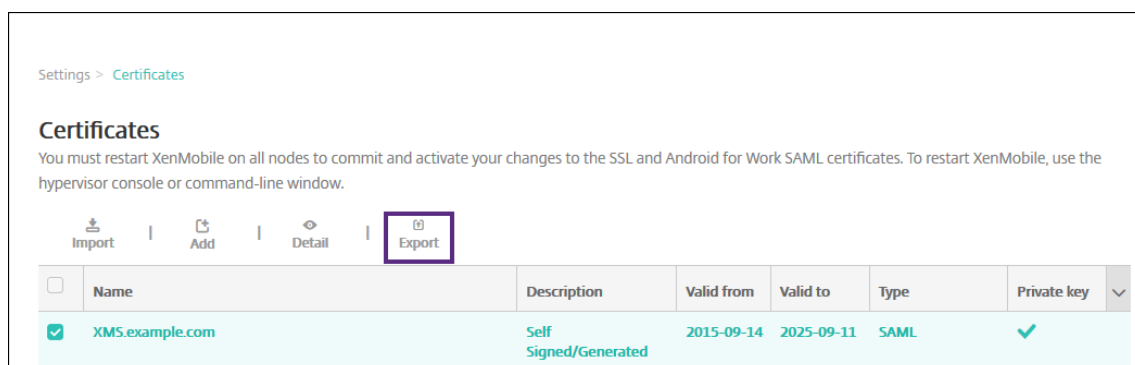 Settings > Certificates
Certificates
You must restart XenMobile on all nodes to commit and activate your changes to the SSL and Android for Work SAML certificates. To restart XenMobile, use the
hypervisor console or command-line window.
Import | Add | Detail | Export
Name Description Valid from Valid to Type Private key
XMS.example.com Self 2015-09-14 2025-09-11 SAML
Signed/Generated